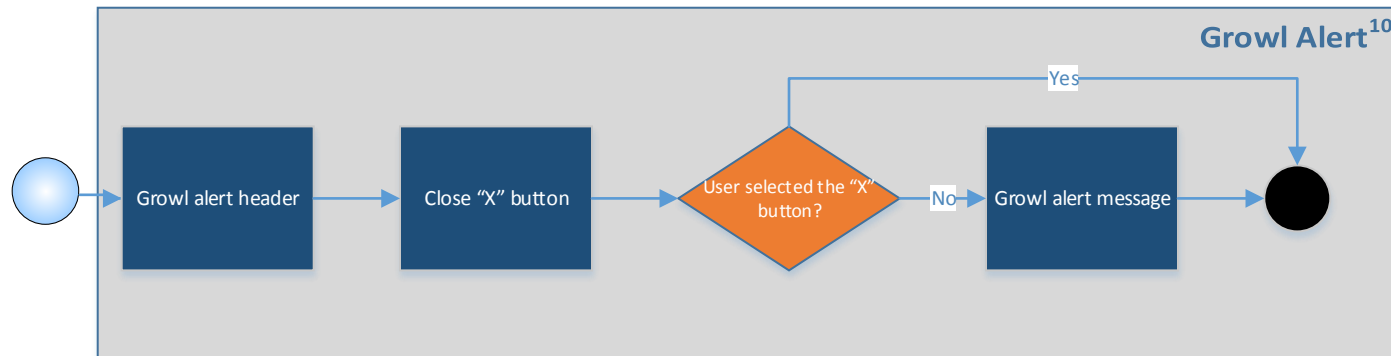 Growl Alert10
Yes
Growl alert header
Close “X” button
User selected the “X”
button?
No
Growl alert message